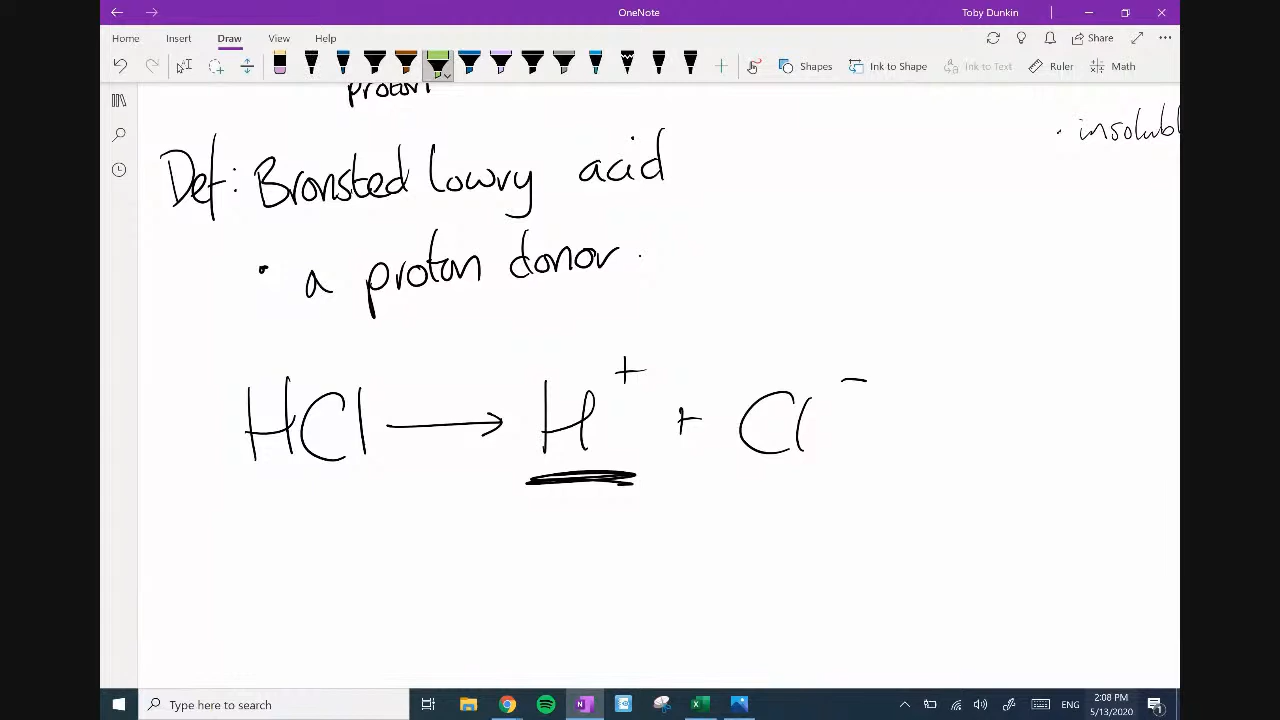 OneNote
Toby Dunkin
Home Insert Draw View Help
Share
Shapes Ink to Shape Ink to Text Ruler Math
proton
· insolubl
Def: Bronsted lowry acid
· a proton donor.
HCl ⟶ H⁺ + Cl⁻
Type here to search
ENG
2:08 PM
5/13/2020
1